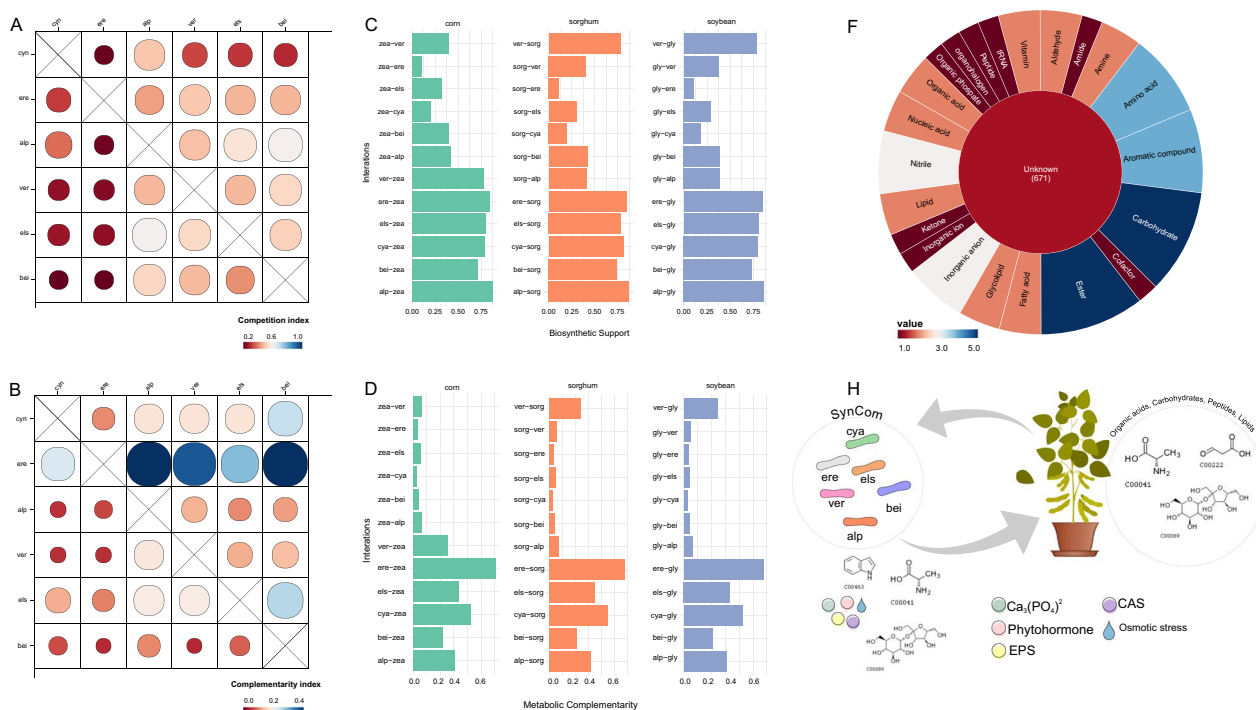 A
cyn
ere
alp
ver
els
bei
cyn
ere
alp
ver
els
bei
Competition index
0.2 0.6 1.0
B
cyn
ere
alp
ver
els
bei
cyn
ere
alp
ver
els
bei
Complementarity index
0.0 0.2 0.4
C
corn
sorghum
soybean
Interations
zea-ver
zea-ere
zea-els
zea-cya
zea-bei
zea-alp
ver-zea
ere-zea
els-zea
cya-zea
bei-zea
alp-zea
0.00 0.25 0.50 0.75
ver-sorg
sorg-ver
sorg-ere
sorg-els
sorg-cya
sorg-bei
sorg-alp
ere-sorg
els-sorg
cya-sorg
bei-sorg
alp-sorg
0.00 0.25 0.50 0.75
ver-gly
gly-ver
gly-ere
gly-els
gly-cya
gly-bei
gly-alp
ere-gly
els-gly
cya-gly
bei-gly
alp-gly
0.00 0.25 0.50 0.75
Biosynthetic Support
D
corn
sorghum
soybean
Interations
zea-ver
zea-ere
zea-els
zea-cya
zea-bei
zea-alp
ver-zea
ere-zea
els-zea
cya-zea
bei-zea
alp-zea
0.0 0.2 0.4 0.6
ver-sorg
sorg-ver
sorg-ere
sorg-els
sorg-cya
sorg-bei
sorg-alp
ere-sorg
els-sorg
cya-sorg
bei-sorg
alp-sorg
0.0 0.2 0.4 0.6
ver-gly
gly-ver
gly-ere
gly-els
gly-cya
gly-bei
gly-alp
ere-gly
els-gly
cya-gly
bei-gly
alp-gly
0.0 0.2 0.4 0.6
Metabolic Complementarity
F
Unknown
(671)
Vitamin
Aldehyde
Amide
Amine
Amino acid
Aromatic compound
Carbohydrate
Cofactor
Ester
Fatty acid
Glycolipid
Inorganic anion
Inorganic ion
Ketone
Lipid
Nitrile
Nucleic acid
Organic acid
Organic phospate
organohalogen
Peptide
tRNA
value
1.0 3.0 5.0
H
SynCom
cya
ere
els
ver
bei
alp
Organic acids, Carbohydrates, Peptides, Lipids
C00041
C00222
C00089
C00463
C00041
C00089
Ca3(PO4)2
CAS
Phytohormone
Osmotic stress
EPS